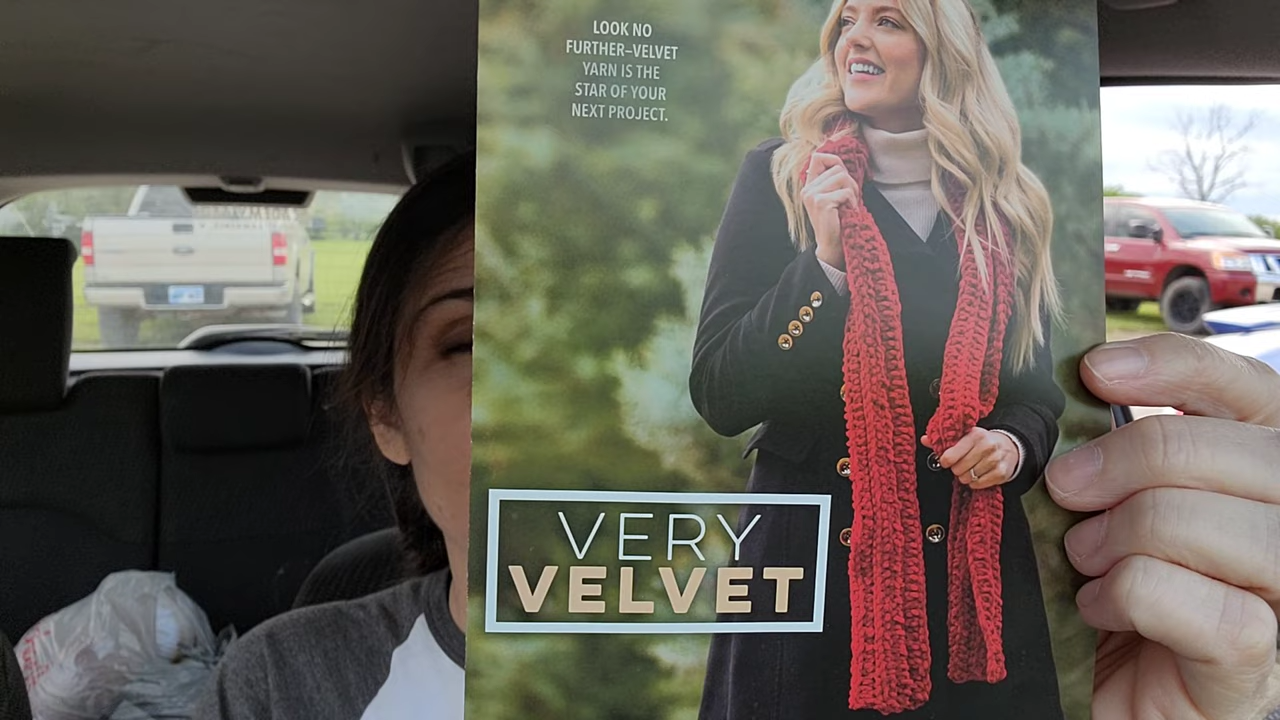 LOOK NO
FURTHER–VELVET
YARN IS THE
STAR OF YOUR
NEXT PROJECT.
VERY
VELVET